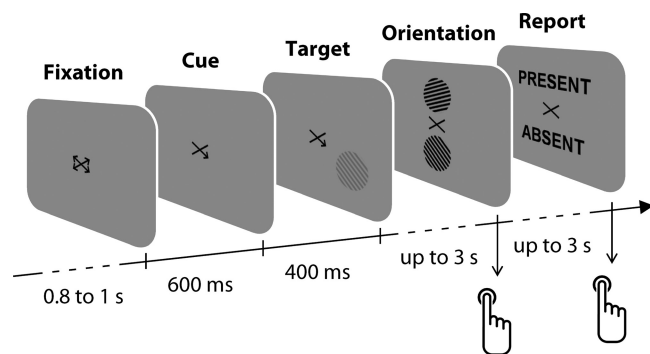 Fixation
Cue
Target
Orientation
Report
PRESENT
ABSENT
0.8 to 1 s
600 ms
400 ms
up to 3 s
up to 3 s